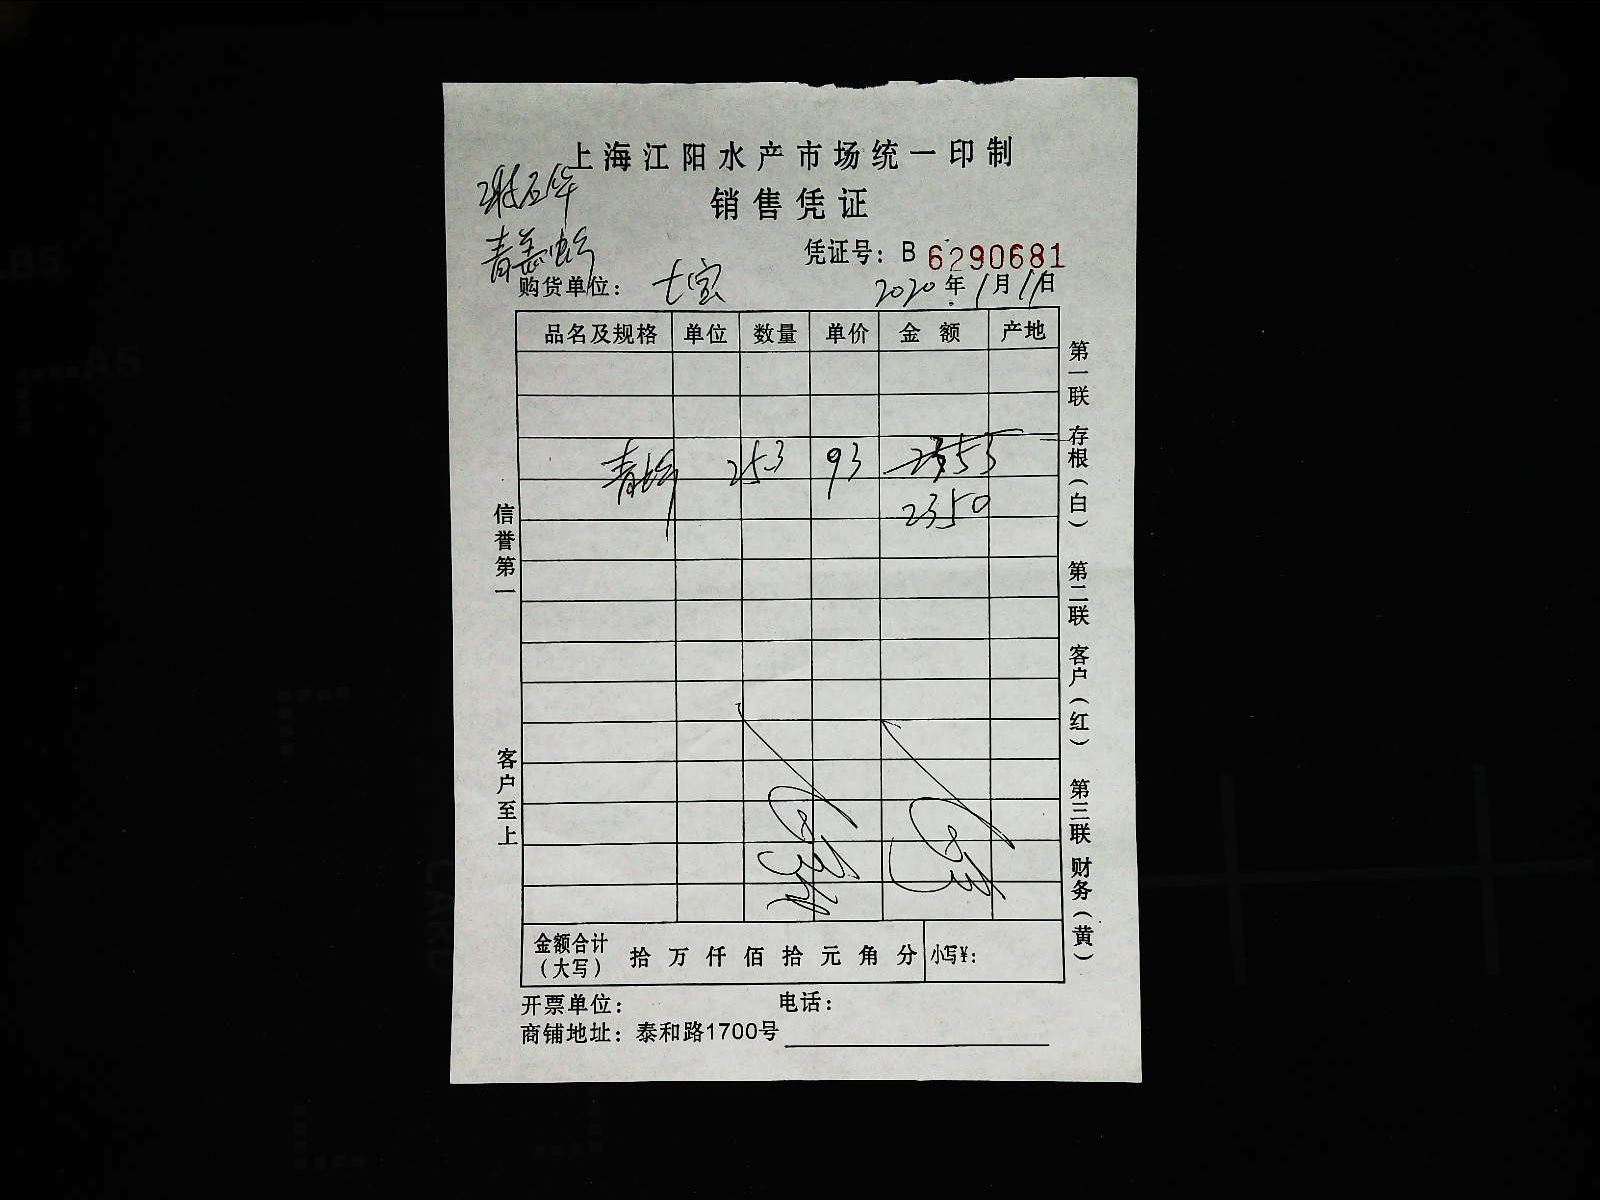 上海江阳水产市场统一印制
销售凭证
凭证号：B 6290681
购货单位： 七宝
2020年1月11日
品名及规格 单位 数量 单价 金额 产地
253 93 2353
2350
信誉第一
客户至上
第一联 存根（白） 第二联 客户（红） 第三联 财务（黄）
金额合计（大写） 拾 万 仟 佰 拾 元 角 分 小写¥：
开票单位： 电话：
商铺地址：泰和路1700号